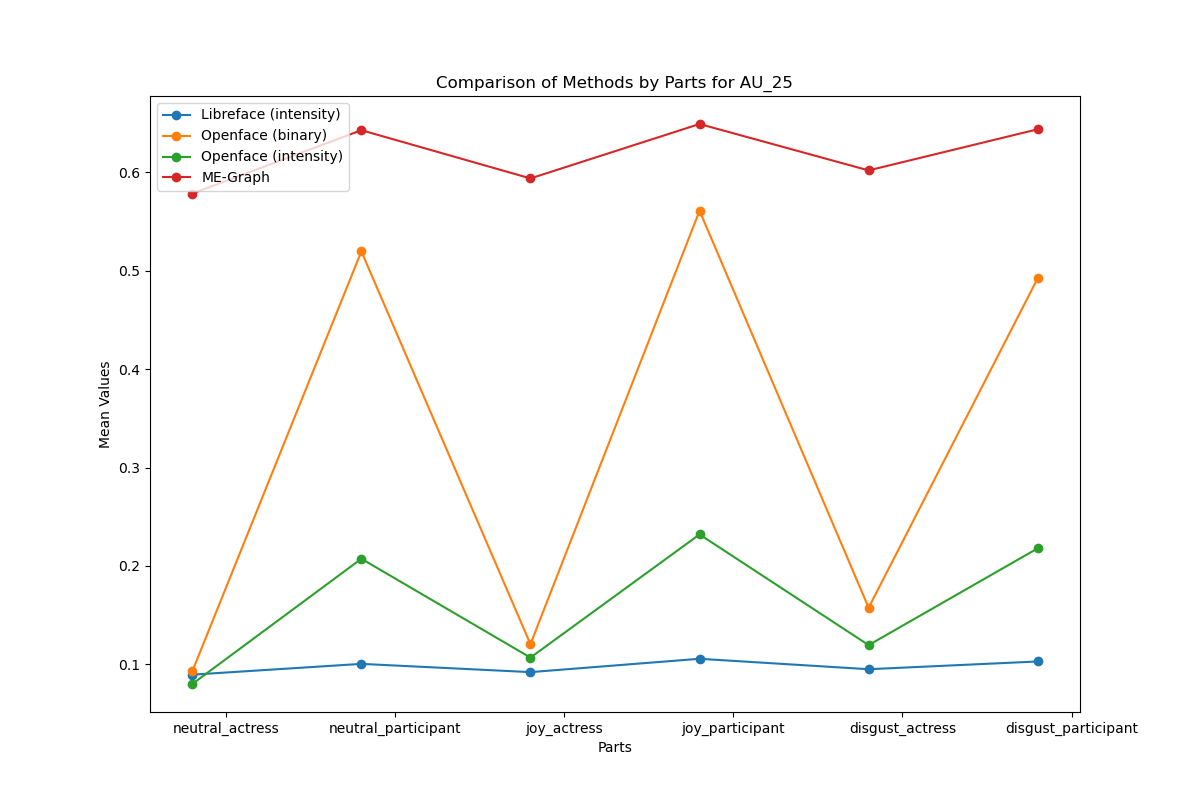 Comparison of Methods by Parts for AU_25
Libreface (intensity)
Openface (binary)
Openface (intensity)
ME-Graph
0.6
0.5
0.4
0.3
0.2
0.1
Mean Values
neutral_actress
neutral_participant
joy_actress
joy_participant
disgust_actress
disgust_participant
Parts